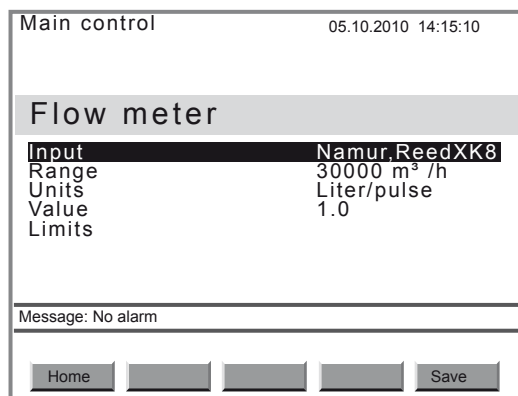 Main control 05.10.2010 14:15:10
Flow meter
Input Namur,ReedXK8
Range 30000 m³ /h
Units Liter/pulse
Value 1.0
Limits
Message: No alarm
Home Save